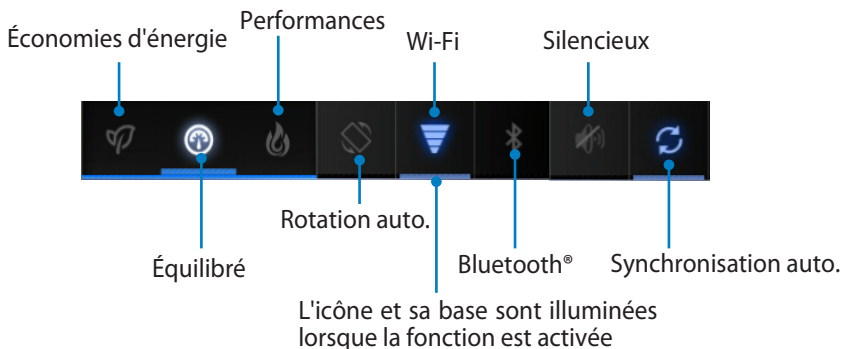 Performances
Économies d'énergie
Wi-Fi
Silencieux
Rotation auto.
Équilibré
Bluetooth®
Synchronisation auto.
L'icône et sa base sont illuminées
lorsque la fonction est activée